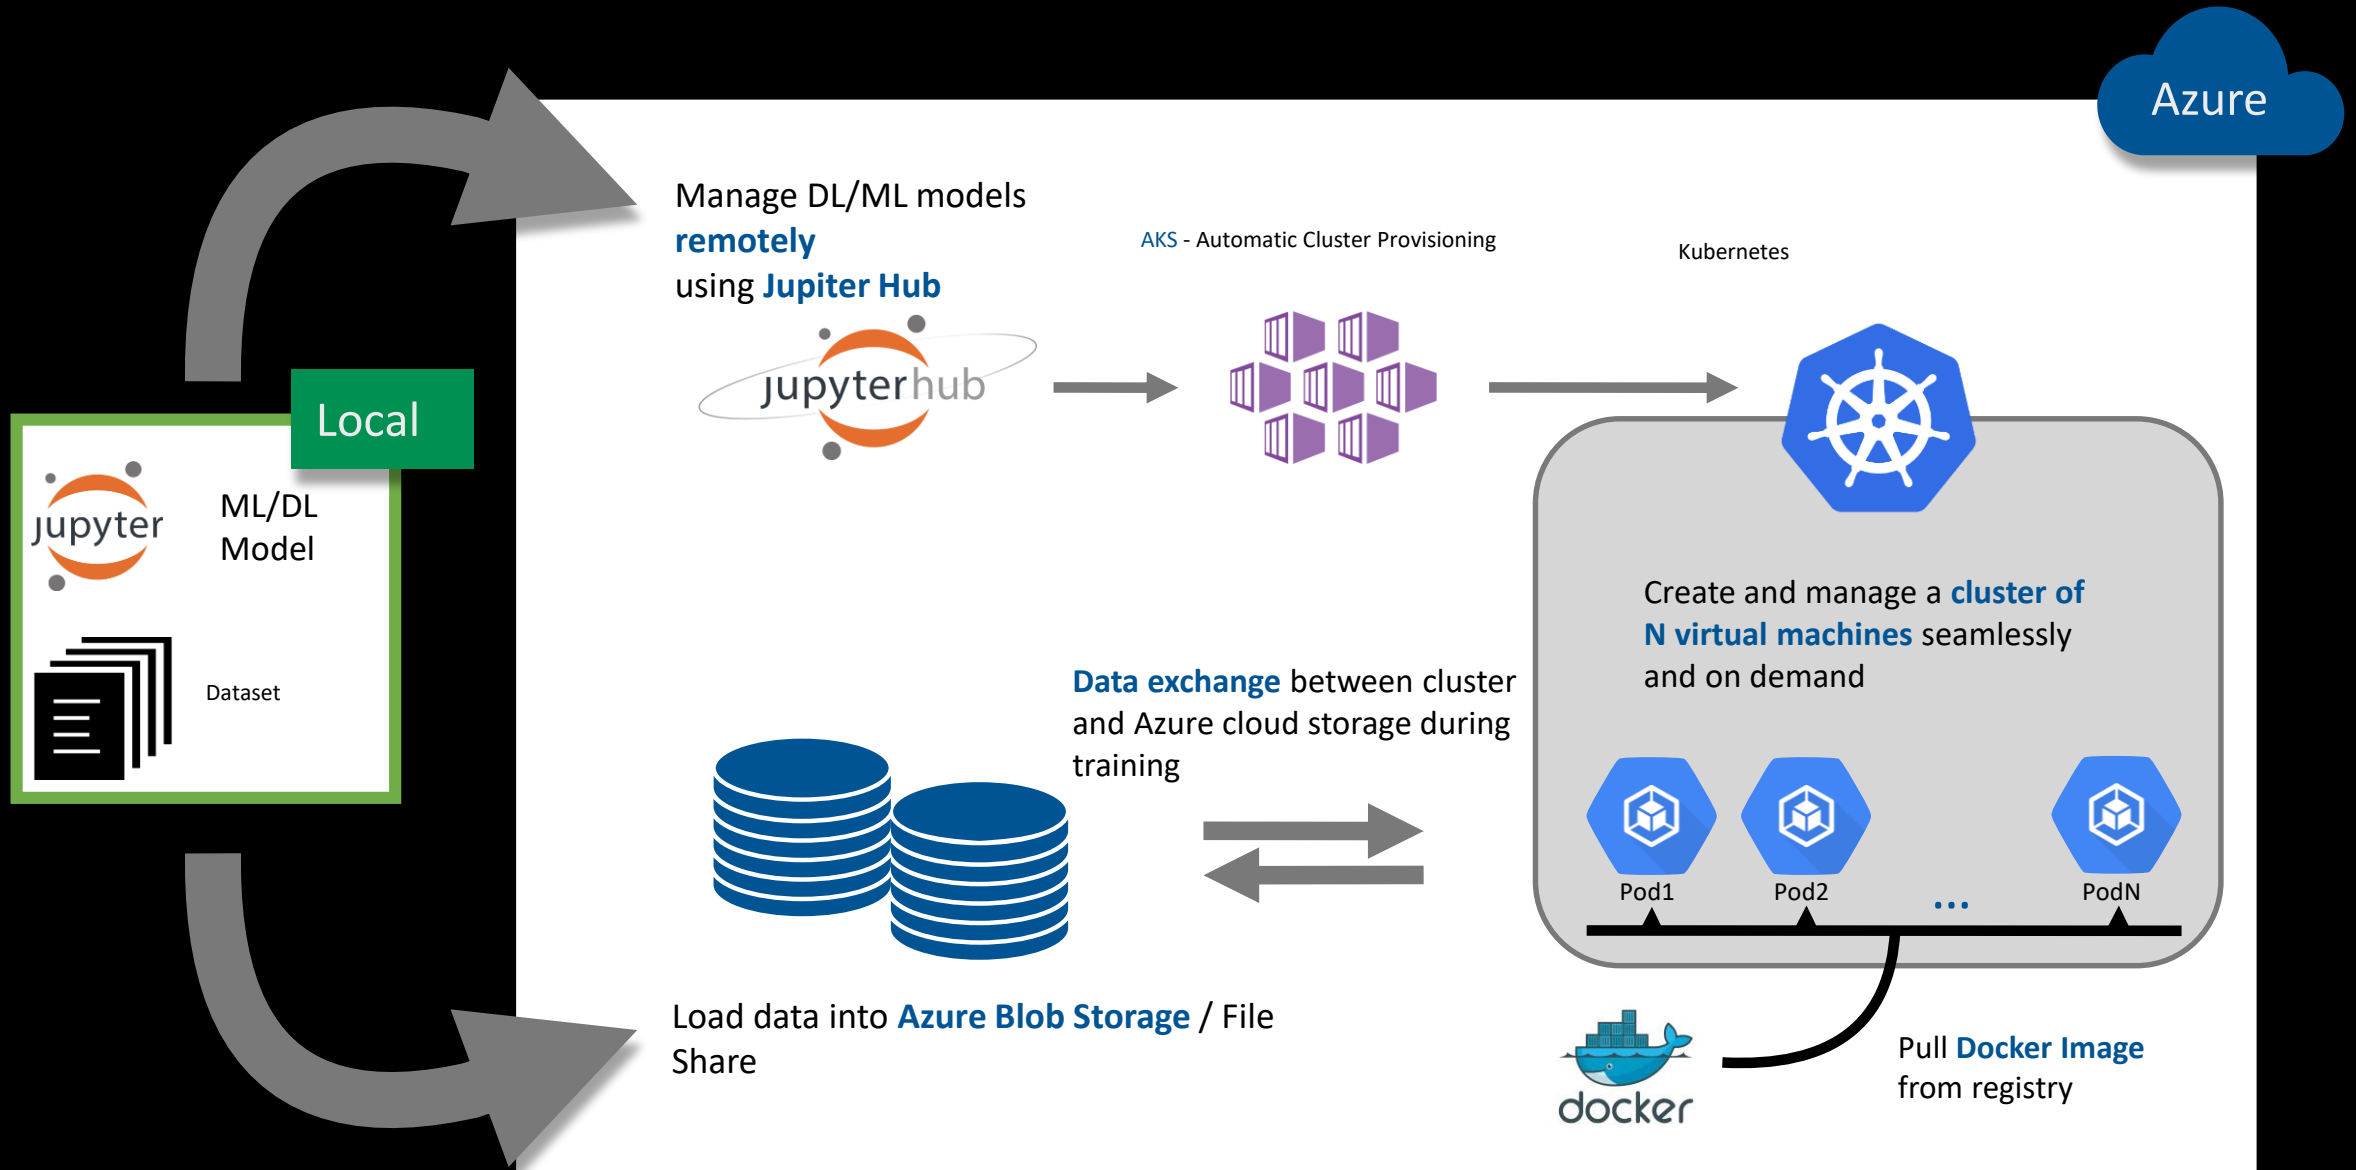 Azure
Manage DL/ML models
remotely
using Jupiter Hub
AKS - Automatic Cluster Provisioning
Kubernetes
jupyterhub
Local
jupyter
ML/DL
Model
Dataset
Create and manage a cluster of
N virtual machines seamlessly
and on demand
Data exchange between cluster
and Azure cloud storage during
training
Pod1
Pod2
...
PodN
Load data into Azure Blob Storage / File
Share
docker
Pull Docker Image
from registry